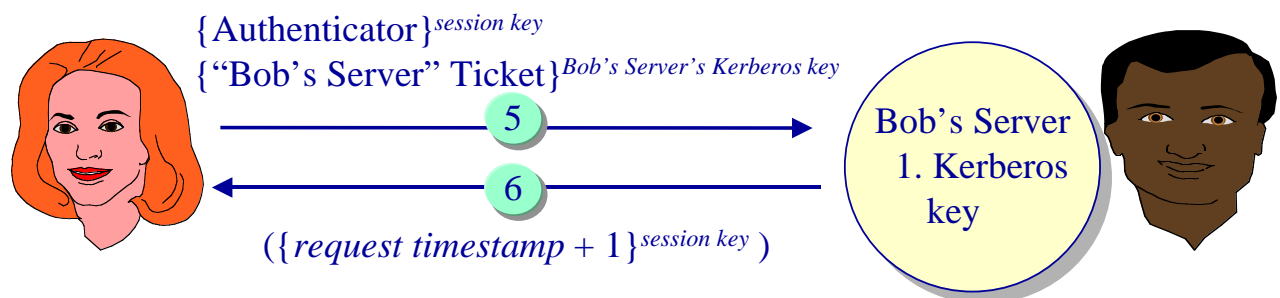 {Authenticator}session key
{“Bob’s Server” Ticket}Bob’s Server’s Kerberos key
5
Bob’s Server
1. Kerberos
key
6
({request timestamp + 1}session key )